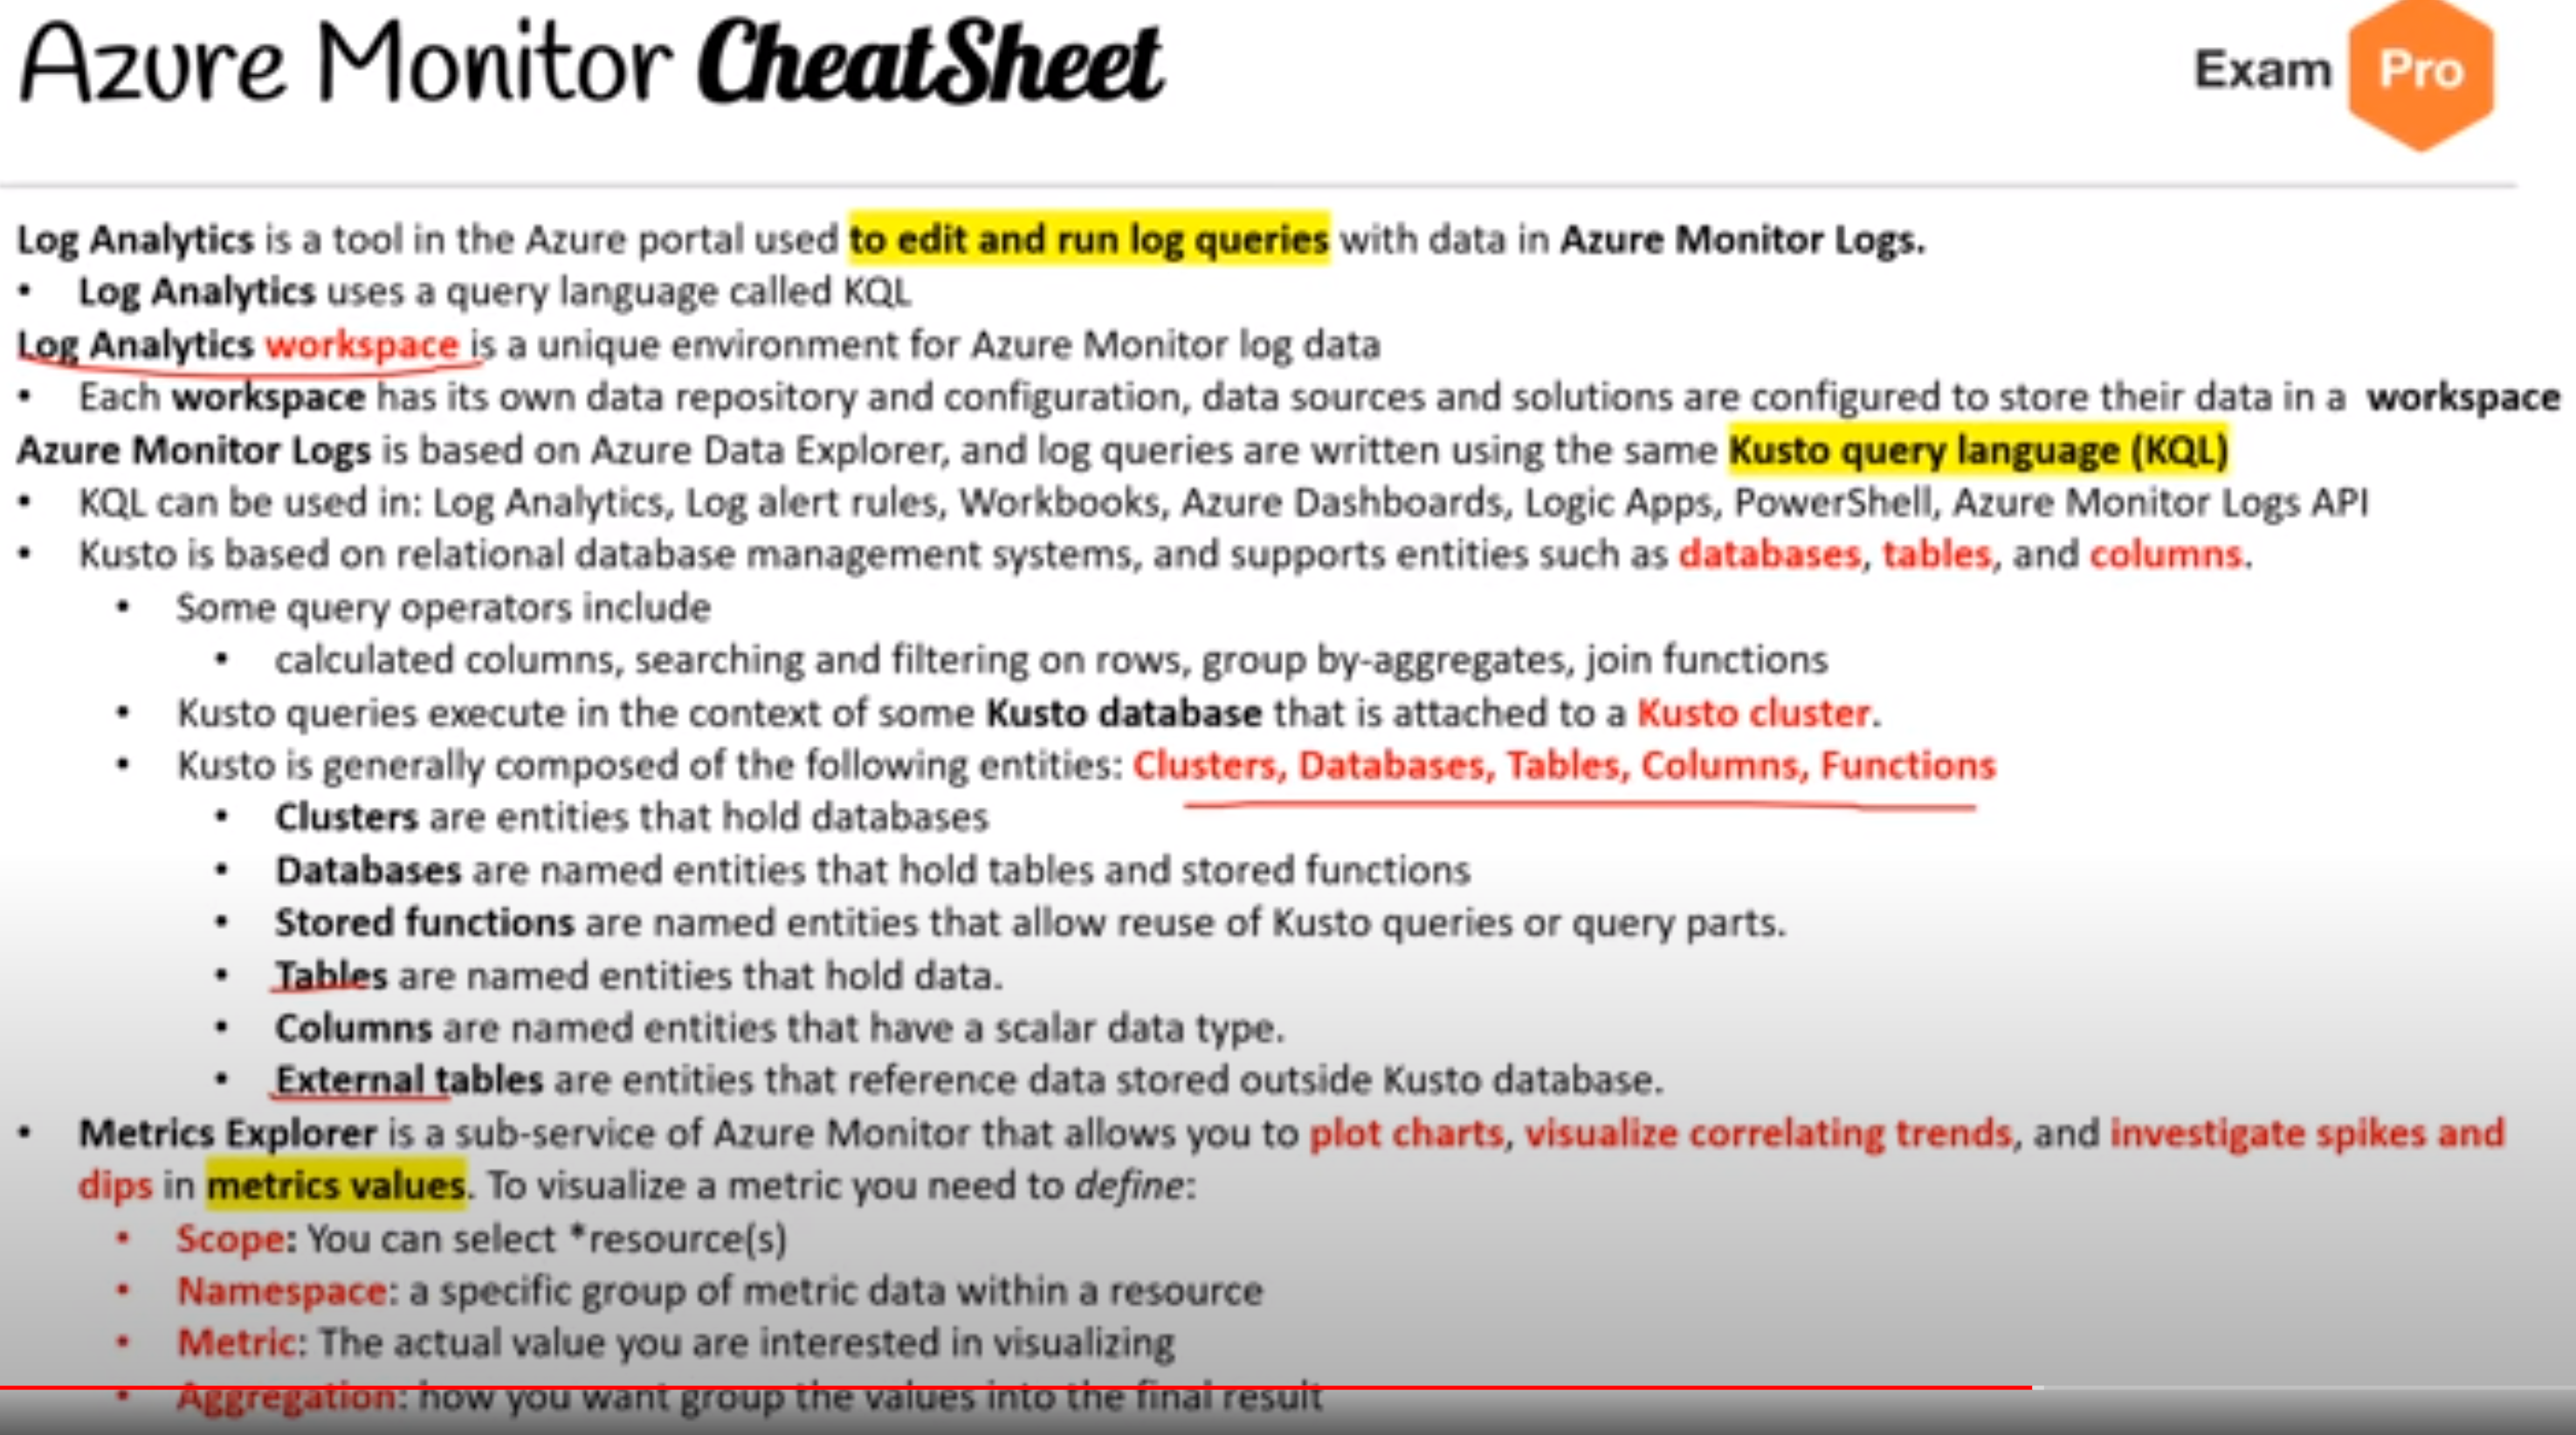 Azure Monitor CheatSheet
Exam Pro
Log Analytics is a tool in the Azure portal used to edit and run log queries with data in Azure Monitor Logs.
• Log Analytics uses a query language called KQL
Log Analytics workspace is a unique environment for Azure Monitor log data
• Each workspace has its own data repository and configuration, data sources and solutions are configured to store their data in a workspace
Azure Monitor Logs is based on Azure Data Explorer, and log queries are written using the same Kusto query language (KQL)
• KQL can be used in: Log Analytics, Log alert rules, Workbooks, Azure Dashboards, Logic Apps, PowerShell, Azure Monitor Logs API
• Kusto is based on relational database management systems, and supports entities such as databases, tables, and columns.
• Some query operators include
• calculated columns, searching and filtering on rows, group by-aggregates, join functions
• Kusto queries execute in the context of some Kusto database that is attached to a Kusto cluster.
• Kusto is generally composed of the following entities: Clusters, Databases, Tables, Columns, Functions
• Clusters are entities that hold databases
• Databases are named entities that hold tables and stored functions
• Stored functions are named entities that allow reuse of Kusto queries or query parts.
• Tables are named entities that hold data.
• Columns are named entities that have a scalar data type.
• External tables are entities that reference data stored outside Kusto database.
• Metrics Explorer is a sub-service of Azure Monitor that allows you to plot charts, visualize correlating trends, and investigate spikes and
dips in metrics values. To visualize a metric you need to define:
• Scope: You can select *resource(s)
• Namespace: a specific group of metric data within a resource
• Metric: The actual value you are interested in visualizing
• Aggregation: how you want group the values into the final result